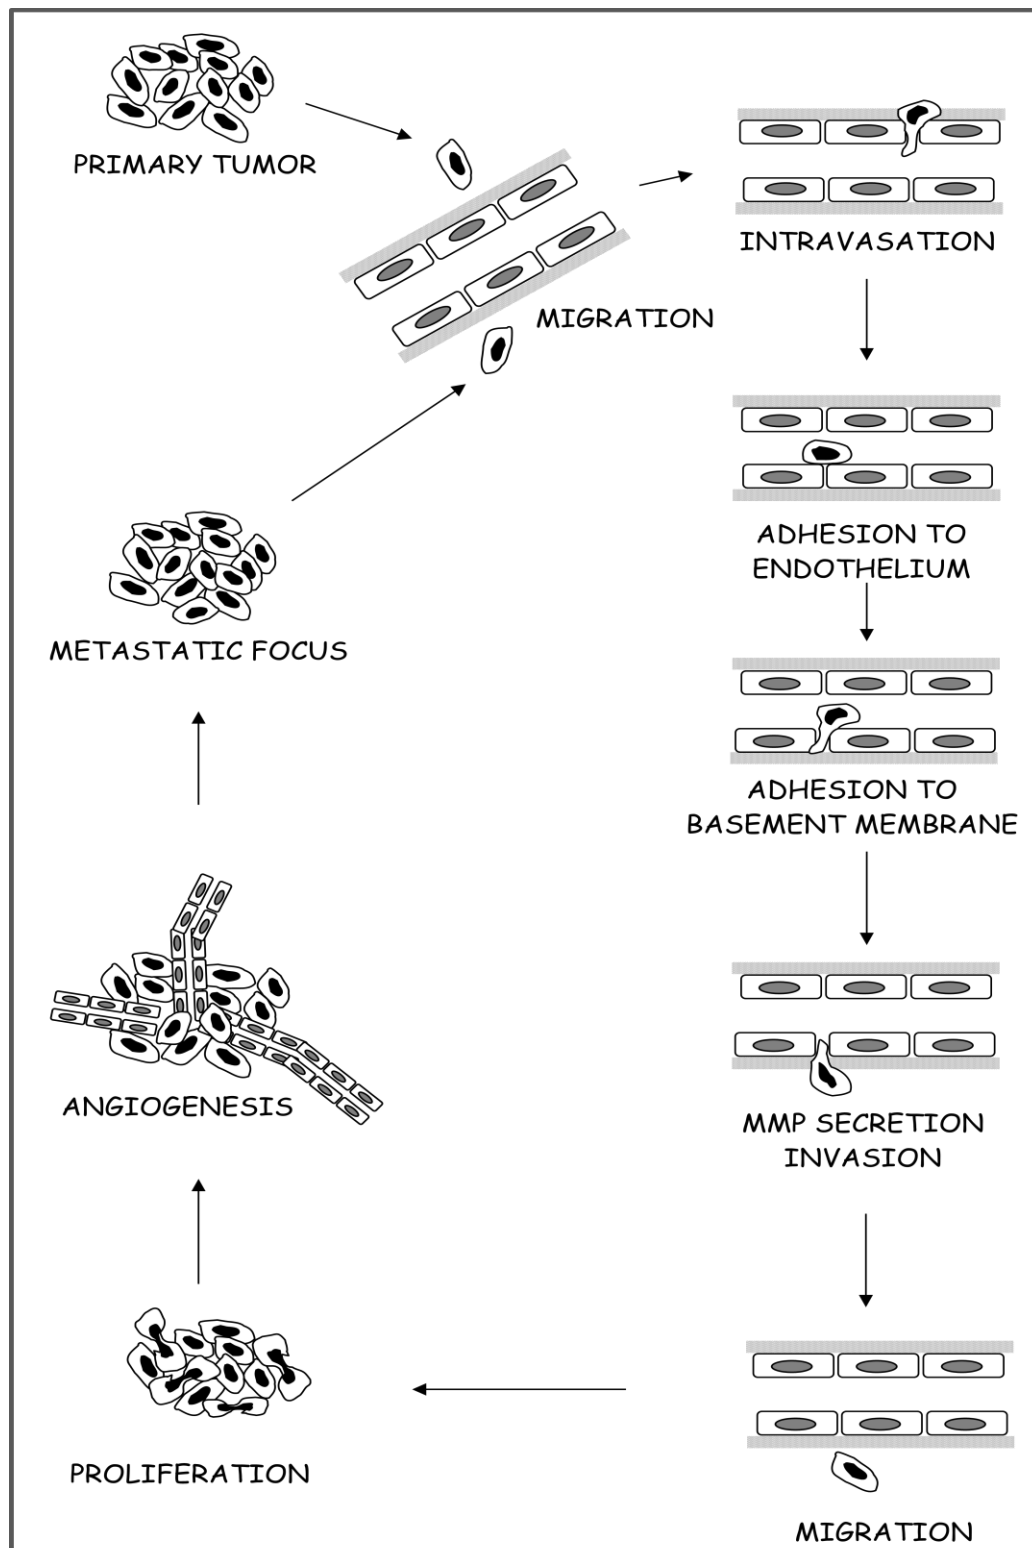 PRIMARY TUMOR
MIGRATION
INTRAVASATION
ADHESION TO
ENDOTHELIUM
ADHESION TO
BASEMENT MEMBRANE
MMP SECRETION
INVASION
MIGRATION
PROLIFERATION
ANGIOGENESIS
METASTATIC FOCUS